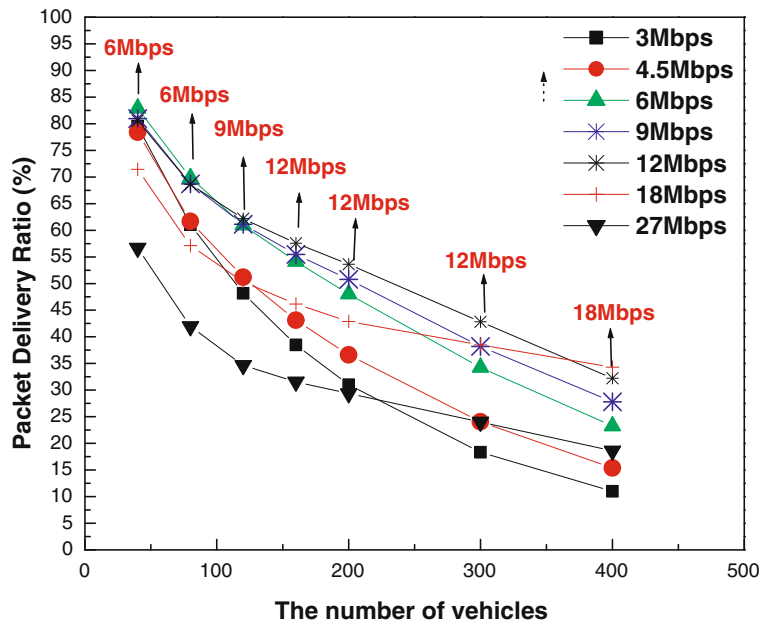 100
95
90
85
80
75
70
65
60
55
50
45
40
35
30
25
20
15
10
5
0
Packet Delivery Ratio (%)
6Mbps
6Mbps
9Mbps
12Mbps
12Mbps
12Mbps
18Mbps
3Mbps
4.5Mbps
6Mbps
9Mbps
12Mbps
18Mbps
27Mbps
0 100 200 300 400 500
The number of vehicles